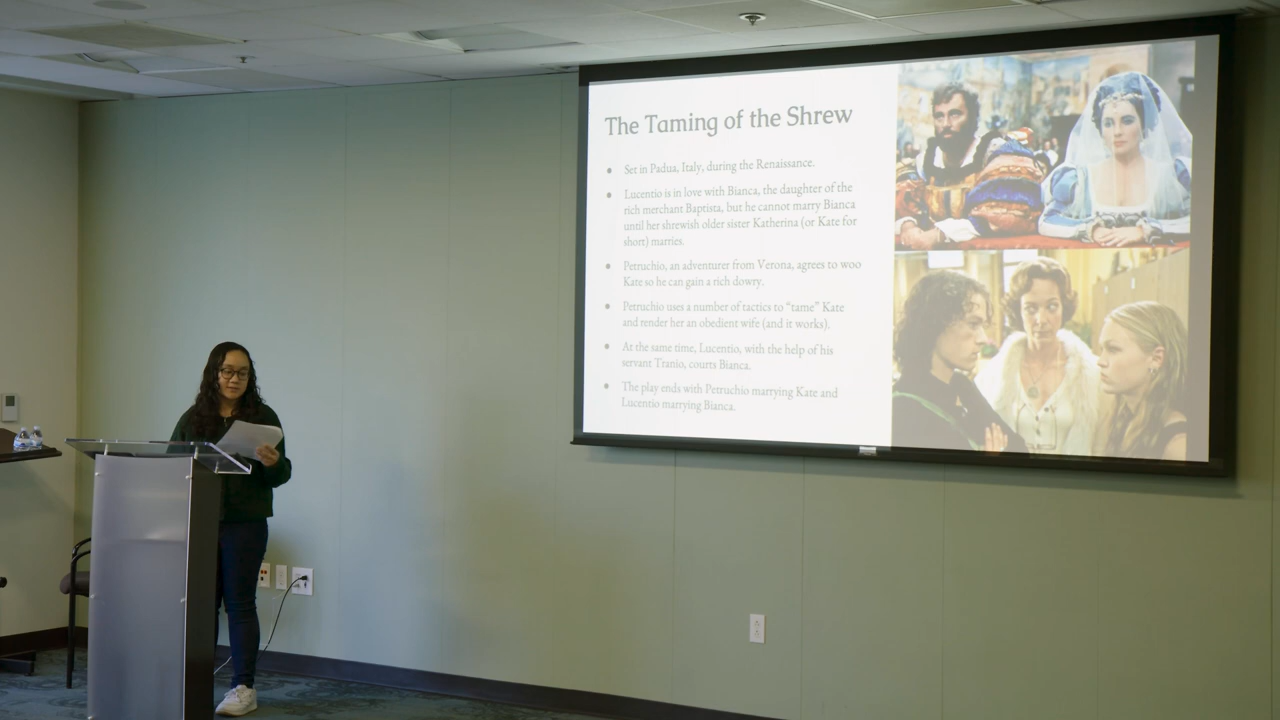 The Taming of the Shrew
● Set in Padua, Italy, during the Renaissance.
● Lucentio is in love with Bianca, the daughter of the
rich merchant Baptista, but he cannot marry Bianca
until her shrewish older sister Katherina (or Kate for
short) marries.
● Petruchio, an adventurer from Verona, agrees to woo
Kate so he can gain a rich dowry.
● Petruchio uses a number of tactics to “tame” Kate
and render her an obedient wife (and it works).
● At the same time, Lucentio, with the help of his
servant Tranio, courts Bianca.
● The play ends with Petruchio marrying Kate and
Lucentio marrying Bianca.